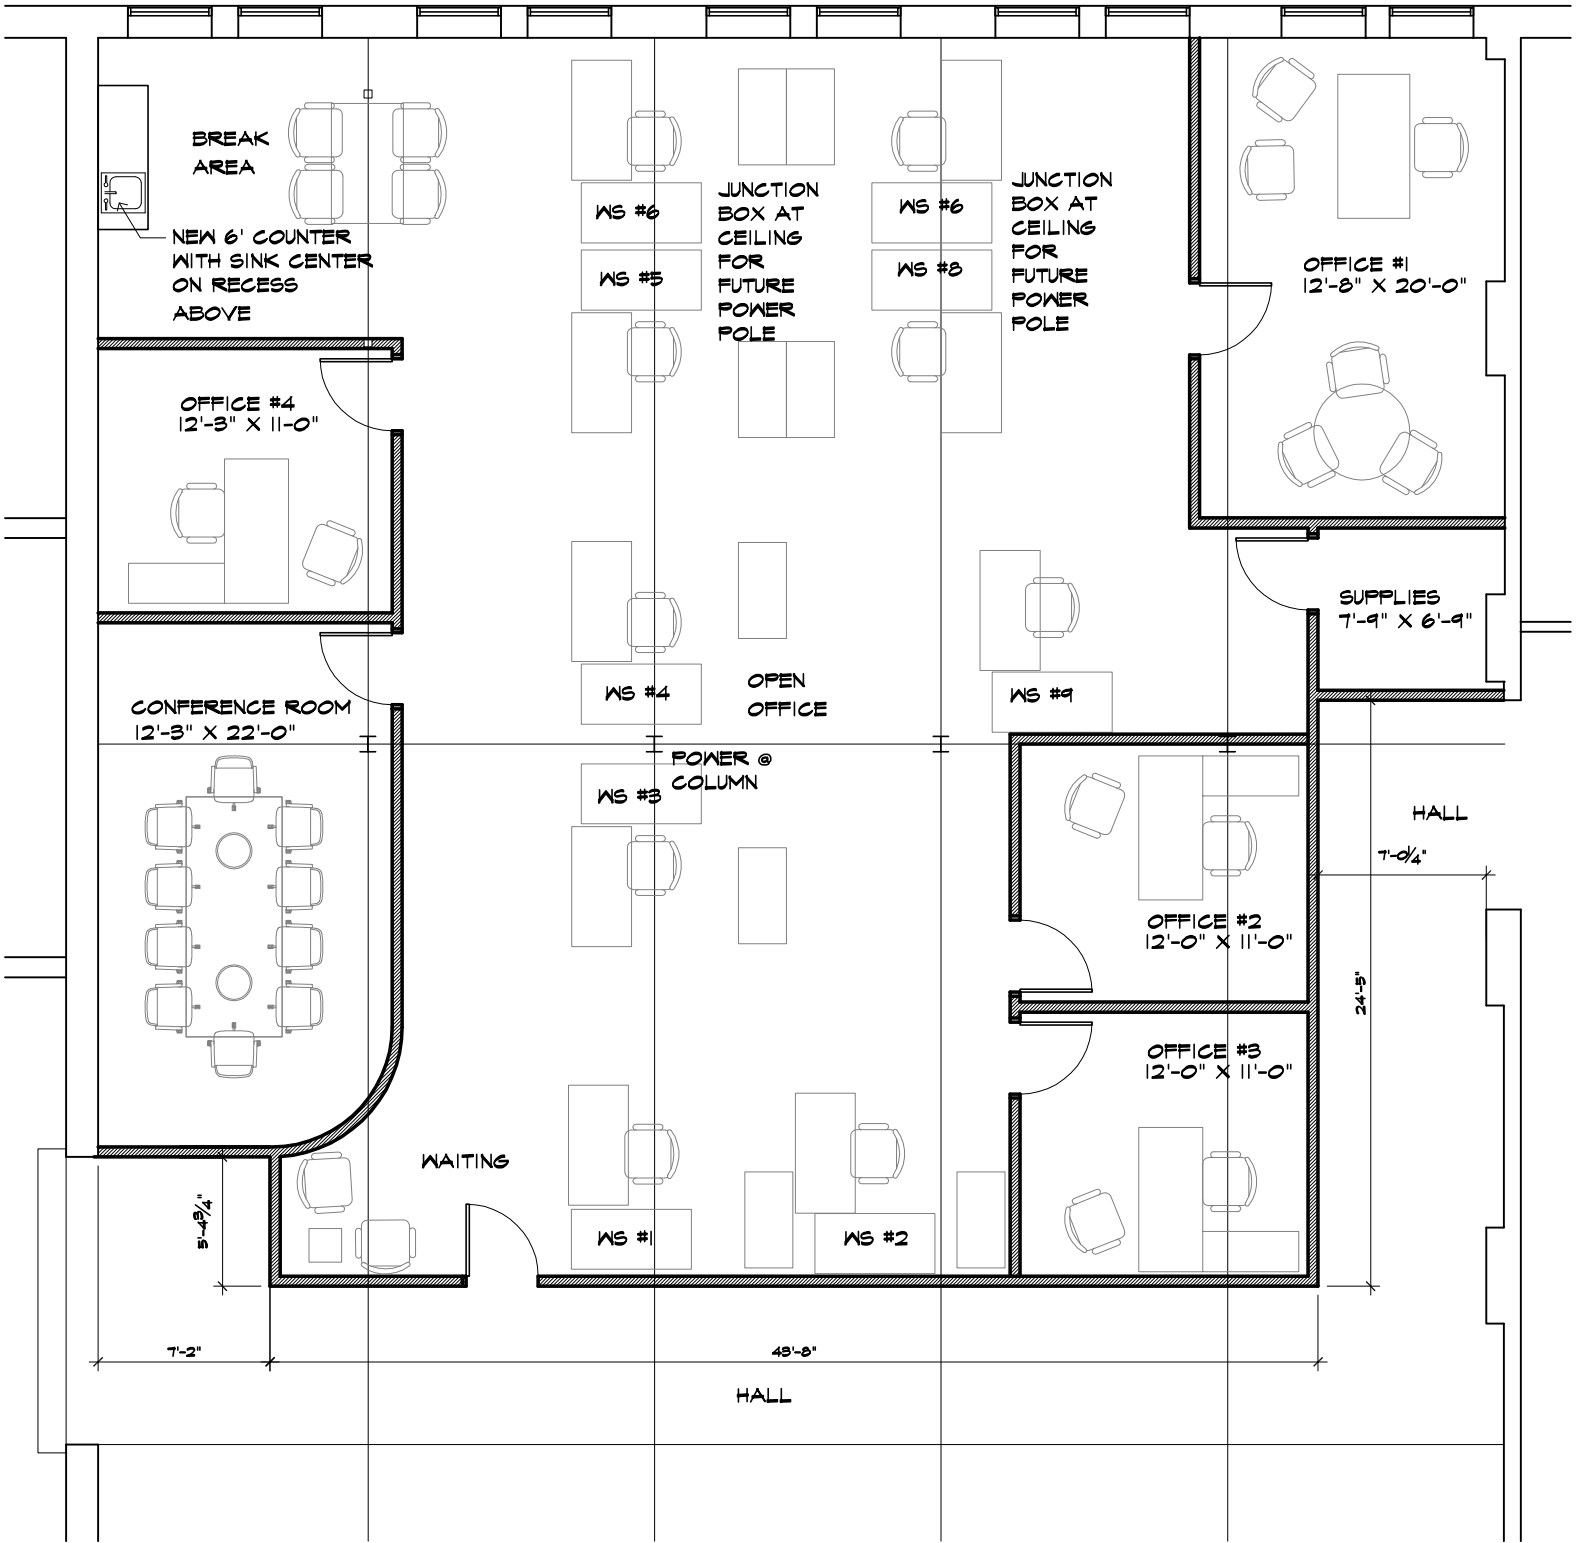 BREAK
AREA
NEW 6' COUNTER
WITH SINK CENTER
ON RECESS
ABOVE
WS #6
WS #5
JUNCTION
BOX AT
CEILING
FOR
FUTURE
POWER
POLE
WS #6
WS #8
JUNCTION
BOX AT
CEILING
FOR
FUTURE
POWER
POLE
OFFICE #1
12'-8" X 20'-0"
OFFICE #4
12'-3" X 11'-0"
SUPPLIES
7'-9" X 6'-9"
CONFERENCE ROOM
12'-3" X 22'-0"
WS #4
OPEN
OFFICE
WS #9
POWER @
COLUMN
WS #3
HALL
7'-0 1/4"
OFFICE #2
12'-0" X 11'-0"
24'-5"
OFFICE #3
12'-0" X 11'-0"
WAITING
5'-4 3/4"
WS #1
WS #2
7'-2"
43'-8"
HALL